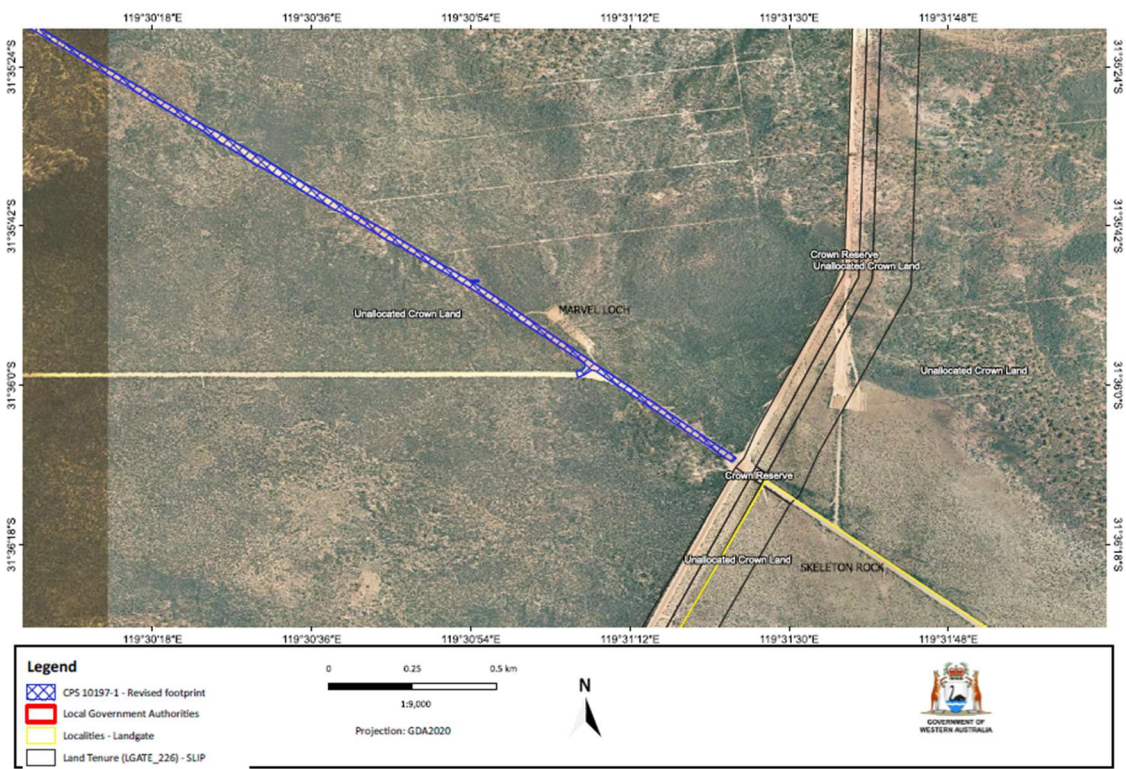 119°30'18"E 119°30'36"E 119°30'54"E 119°31'12"E 119°31'30"E 119°31'48"E
31°35'24"S 31°35'24"S
31°35'42"S 31°35'42"S
Crown Reserve
Unallocated Crown Land
MARVEL LOCH
Unallocated Crown Land
Unallocated Crown Land
31°36'0"S 31°36'0"S
Crown Reserve
31°36'18"S 31°36'18"S
Unallocated Crown Land
SKELETON ROCK
119°30'18"E 119°30'36"E 119°30'54"E 119°31'12"E 119°31'30"E 119°31'48"E
Legend
CPS 10197-1 - Revised footprint
Local Government Authorities
Localities - Landgate
Land Tenure (LGATE_226) - SLIP
0 0.25 0.5 km
1:9,000
Projection: GDA2020
N
GOVERNMENT OF
WESTERN AUSTRALIA